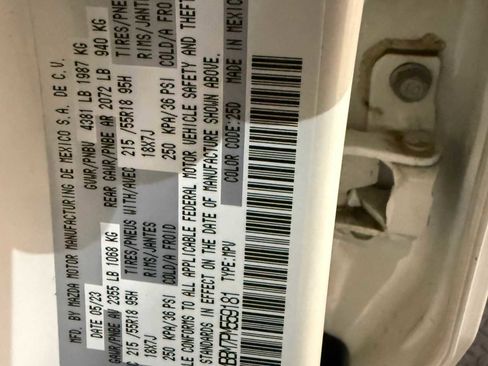 MFD. BY MAZDA MOTOR MANUFACTURING DE MEXICO S.A. DE C.V.
DATE 05/23 GVWR/PNBV 4381 LB 1987 KG
GAWR/PNBE AV 2355 LB 1068 KG REAR GAWR/PNBE AR 2072 LB 940 KG
TIRES/PNEUS WITH/AVEC TIRES/PNE
215/55R18 95H 215/55R18 95H
RIMS/JANTES RIMS/JANT
18X7J 18X7J
COLD/A FROID COLD/A FROI
250 KPA/36 PSI 250 KPA/36 PSI
CONFORMS TO ALL APPLICABLE FEDERAL MOTOR VEHICLE SAFETY AND THEFT
STANDARDS IN EFFECT ON THE DATE OF MANUFACTURE SHOWN ABOVE.
COLOR CODE:25D MADE IN MEXICO
TYPE:MPV